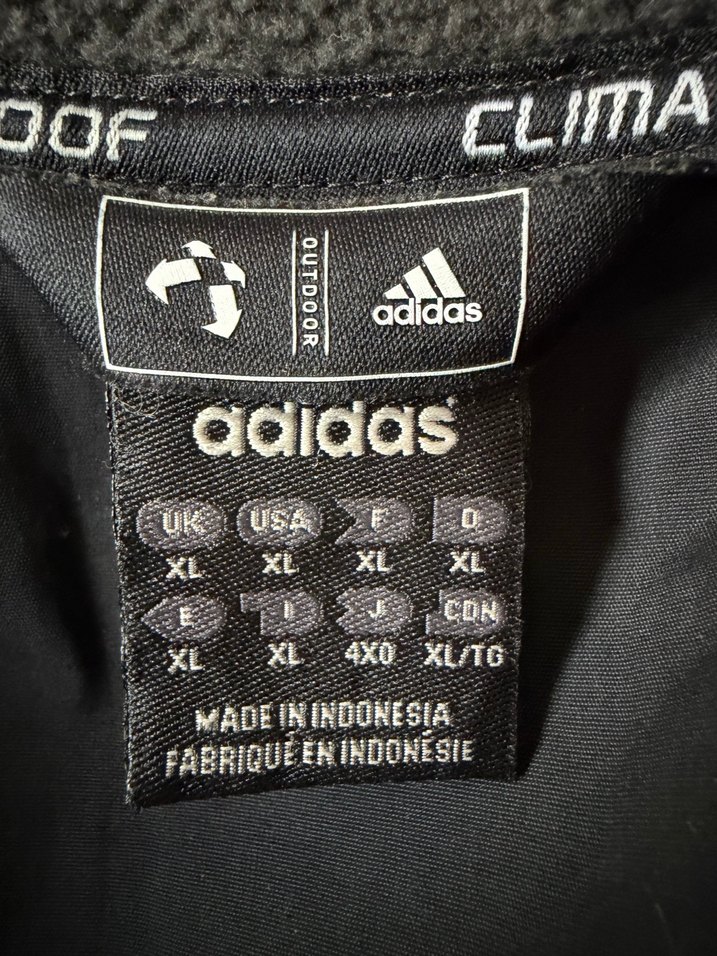 OOF CLIMA
OUTDOOR
adidas
adidas
UK USA F D
XL XL XL XL
E I J CDN
XL XL 4XO XL/TG
MADE IN INDONESIA
FABRIQUÉ EN INDONÉSIE